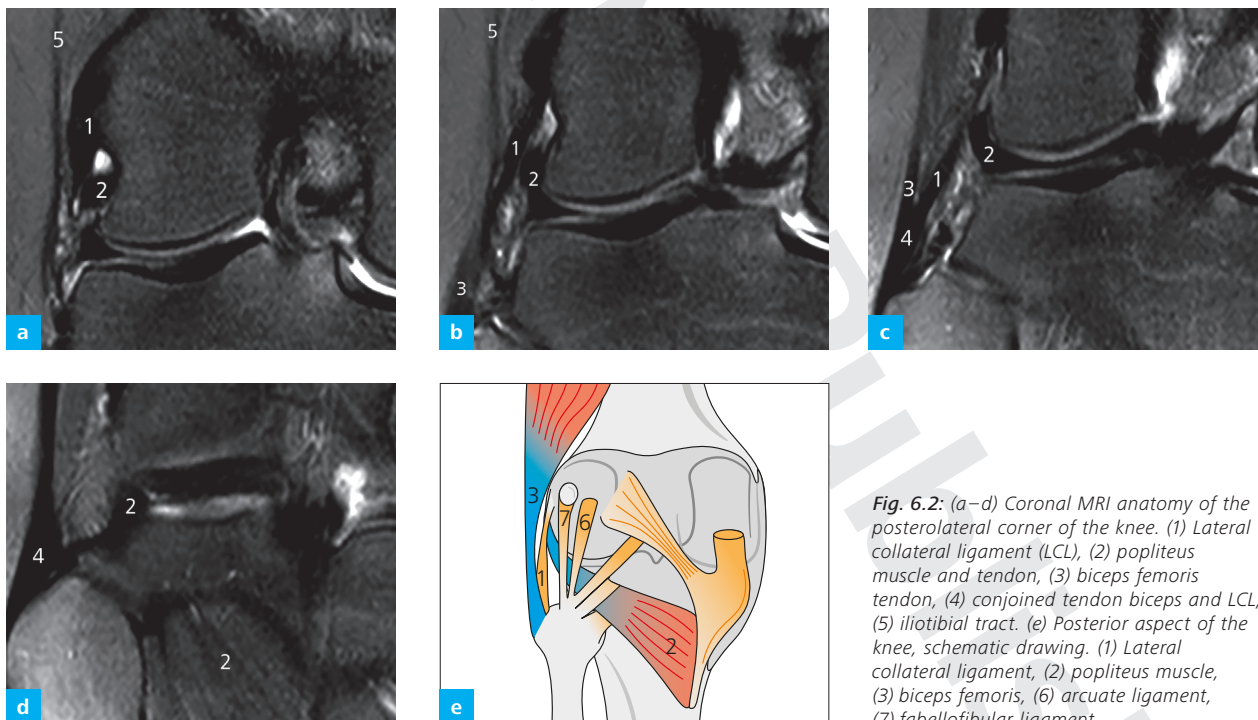 5
1
2
a
5
1
2
3
b
2
1
3
4
c
2
4
2
d
3
7
6
1
2
e
Fig. 6.2: (a–d) Coronal MRI anatomy of the
posterolateral corner of the knee. (1) Lateral
collateral ligament (LCL), (2) popliteus
muscle and tendon, (3) biceps femoris
tendon, (4) conjoined tendon biceps and LCL,
(5) iliotibial tract. (e) Posterior aspect of the
knee, schematic drawing. (1) Lateral
collateral ligament, (2) popliteus muscle,
(3) biceps femoris, (6) arcuate ligament,
(7) fabellofibular ligament